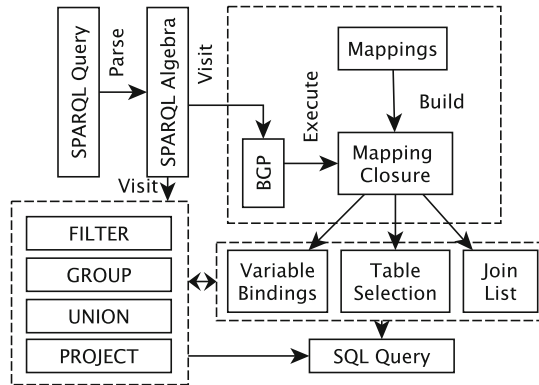 SPARQL Query
Parse
SPARQL Algebra
Visit
Visit
BGP
Execute
Mappings
Build
Mapping
Closure
FILTER
GROUP
UNION
PROJECT
Variable
Bindings
Table
Selection
Join
List
SQL Query